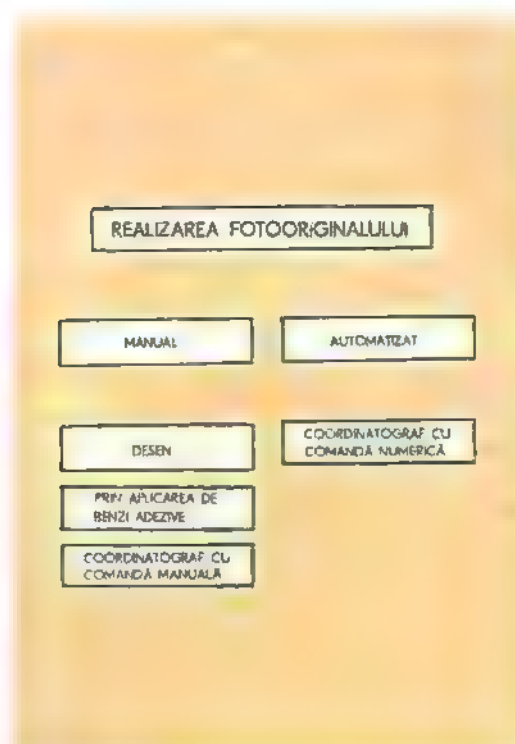 REALIZAREA FOTOORIGINALULUI
MANUAL
AUTOMATIZAT
DESEN
COORDINATOGRAF CU
COMANDĂ NUMERICĂ
PRIN APLICAREA DE
BENZI ADEZIVE
COORDINATOGRAF CU
COMANDĂ MANUALĂ